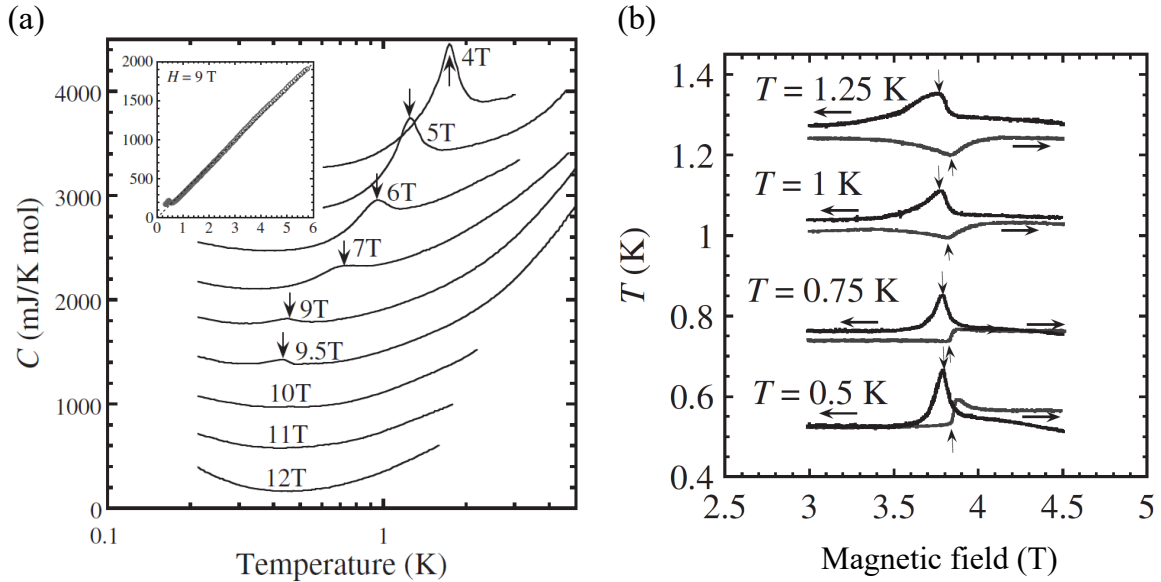 (a)
C (mJ/K mol)
4000
3000
2000
1000
0
0.1
1
Temperature (K)
4T
5T
6T
7T
9T
9.5T
10T
11T
12T
2000
1500
1000
500
0
H = 9 T
0 1 2 3 4 5 6
(b)
T (K)
1.4
1.2
1
0.8
0.6
0.4
T = 1.25 K
T = 1 K
T = 0.75 K
T = 0.5 K
2.5 3 3.5 4 4.5 5
Magnetic field (T)